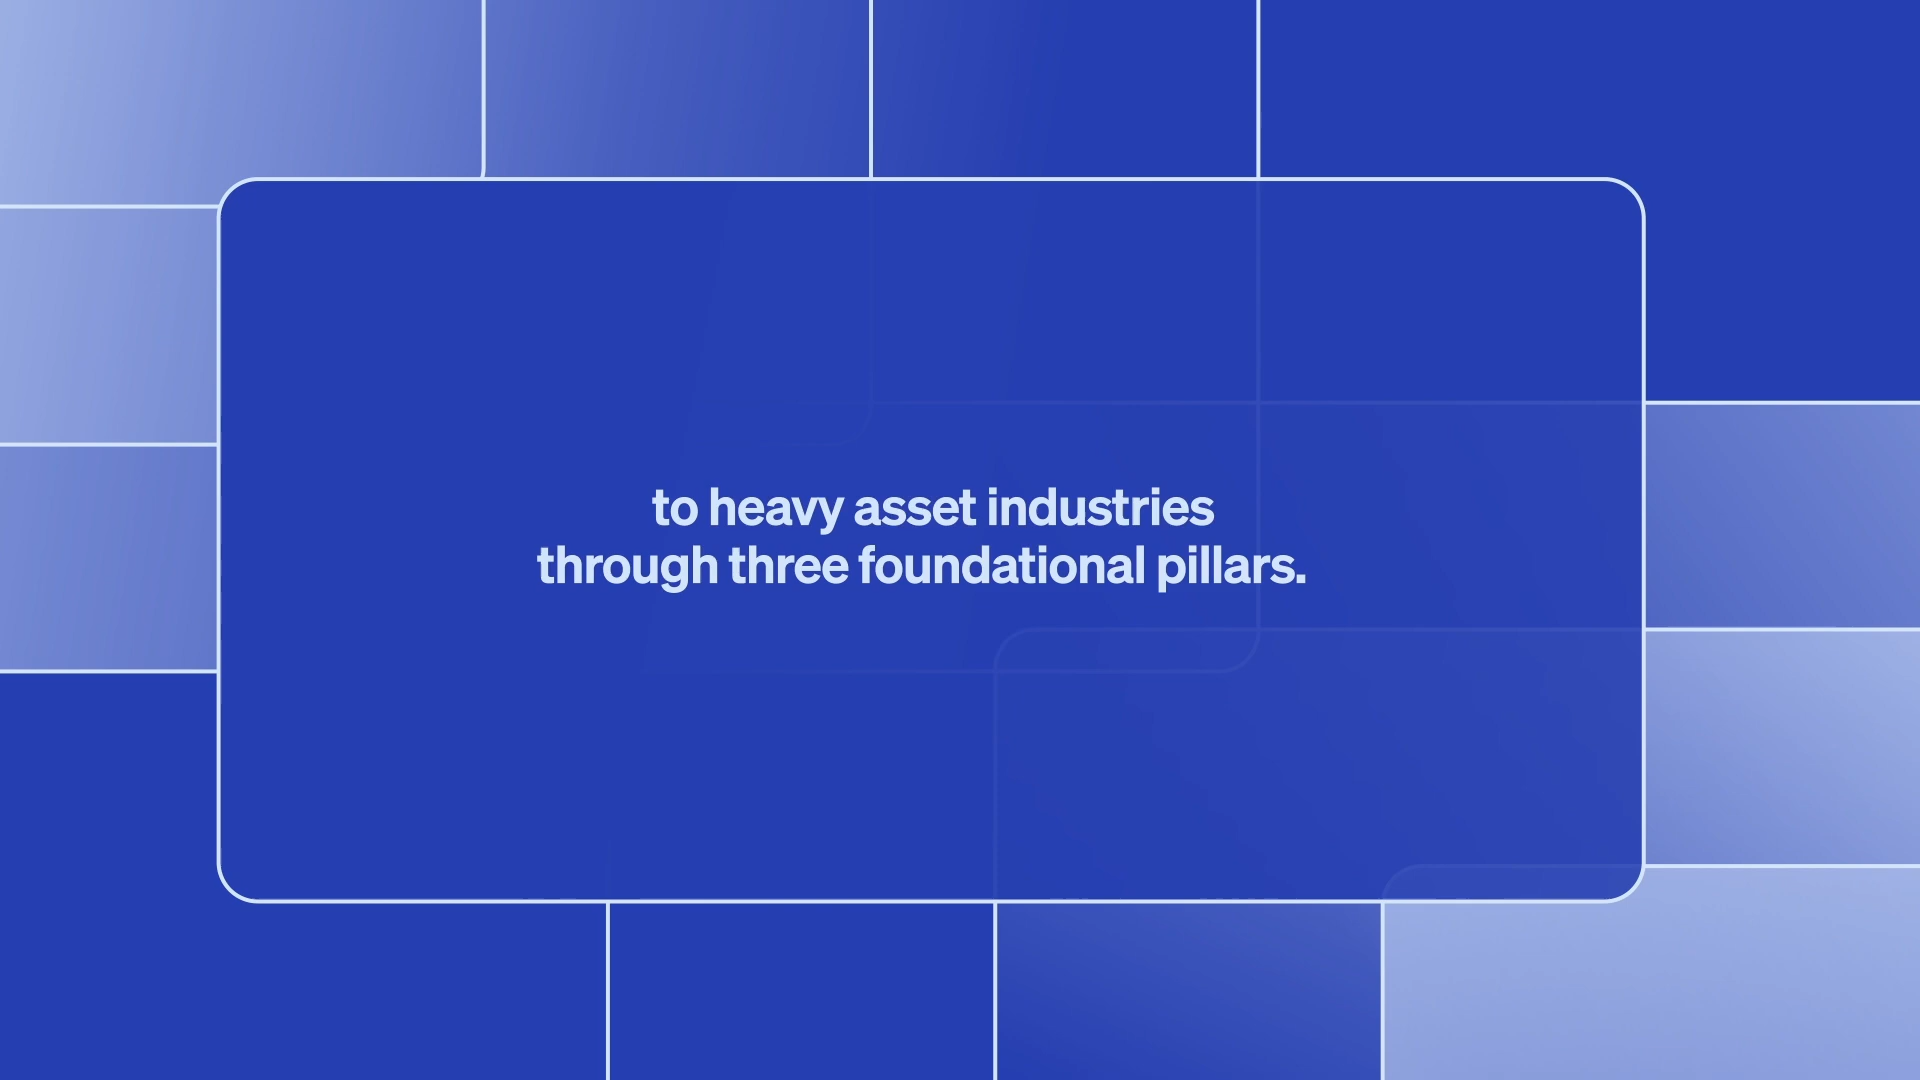 to heavy asset industries
through three foundational pillars.